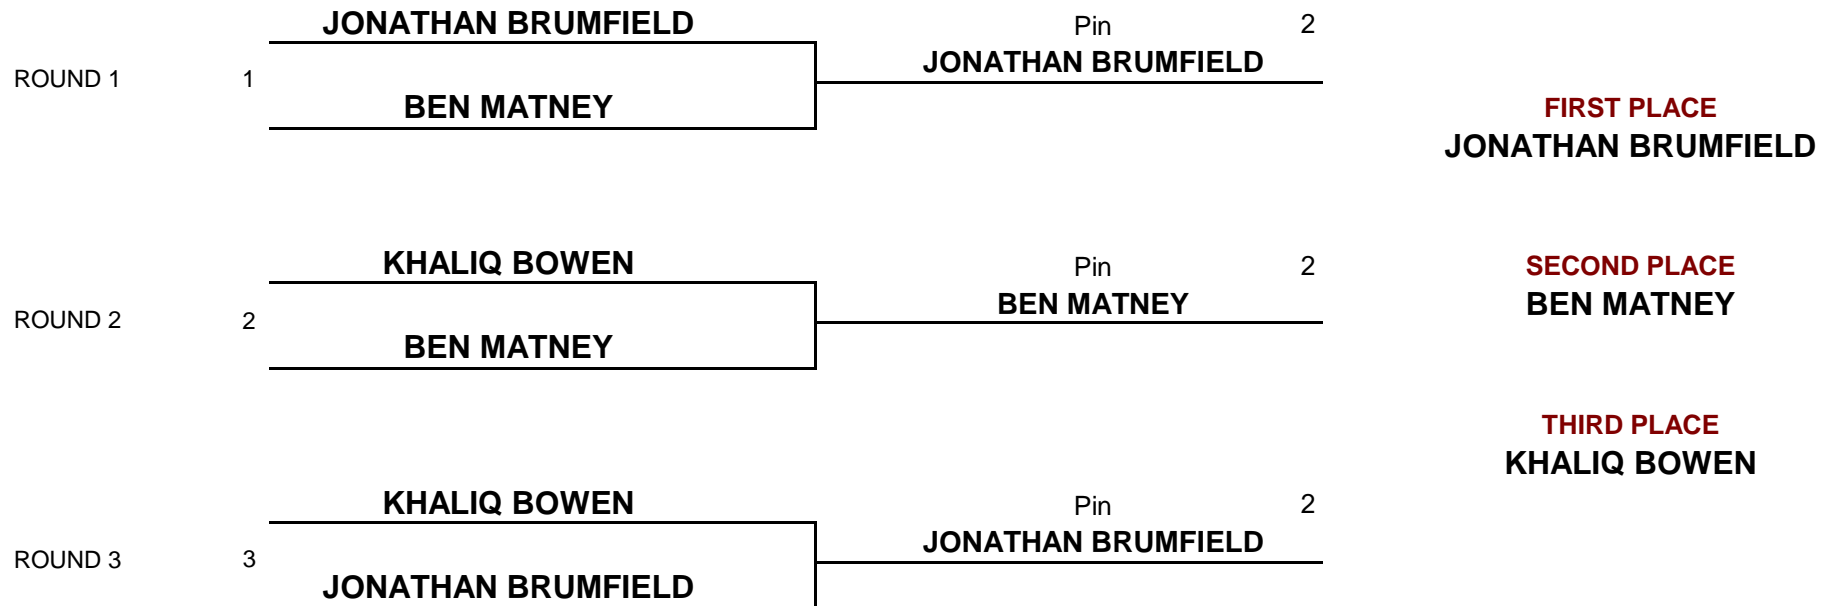 JONATHAN BRUMFIELD
Pin 2
JONATHAN BRUMFIELD
ROUND 1 1
BEN MATNEY
FIRST PLACE
JONATHAN BRUMFIELD
KHALIQ BOWEN
Pin 2
BEN MATNEY
ROUND 2 2
BEN MATNEY
SECOND PLACE
BEN MATNEY
THIRD PLACE
KHALIQ BOWEN
KHALIQ BOWEN
Pin 2
JONATHAN BRUMFIELD
ROUND 3 3
JONATHAN BRUMFIELD